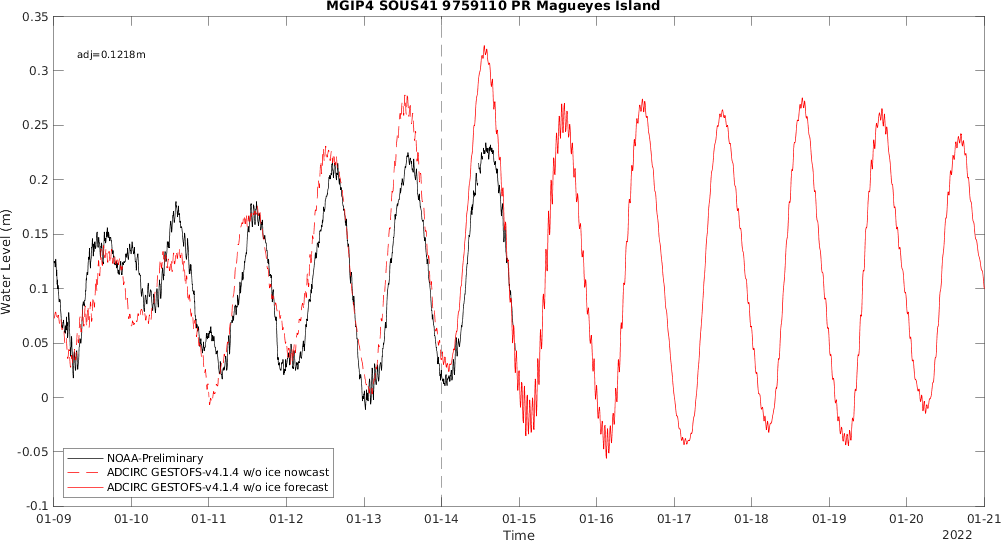 MGIP4 SOUS41 9759110 PR Magueyes Island
0.35
0.3
0.25
0.2
0.15
0.1
0.05
0
-0.05
-0.1
Water Level (m)
adj=0.1218m
NOAA-Preliminary
ADCIRC GESTOFS-v4.1.4 w/o ice nowcast
ADCIRC GESTOFS-v4.1.4 w/o ice forecast
01-09 01-10 01-11 01-12 01-13 01-14 01-15 01-16 01-17 01-18 01-19 01-20 01-21
Time
2022